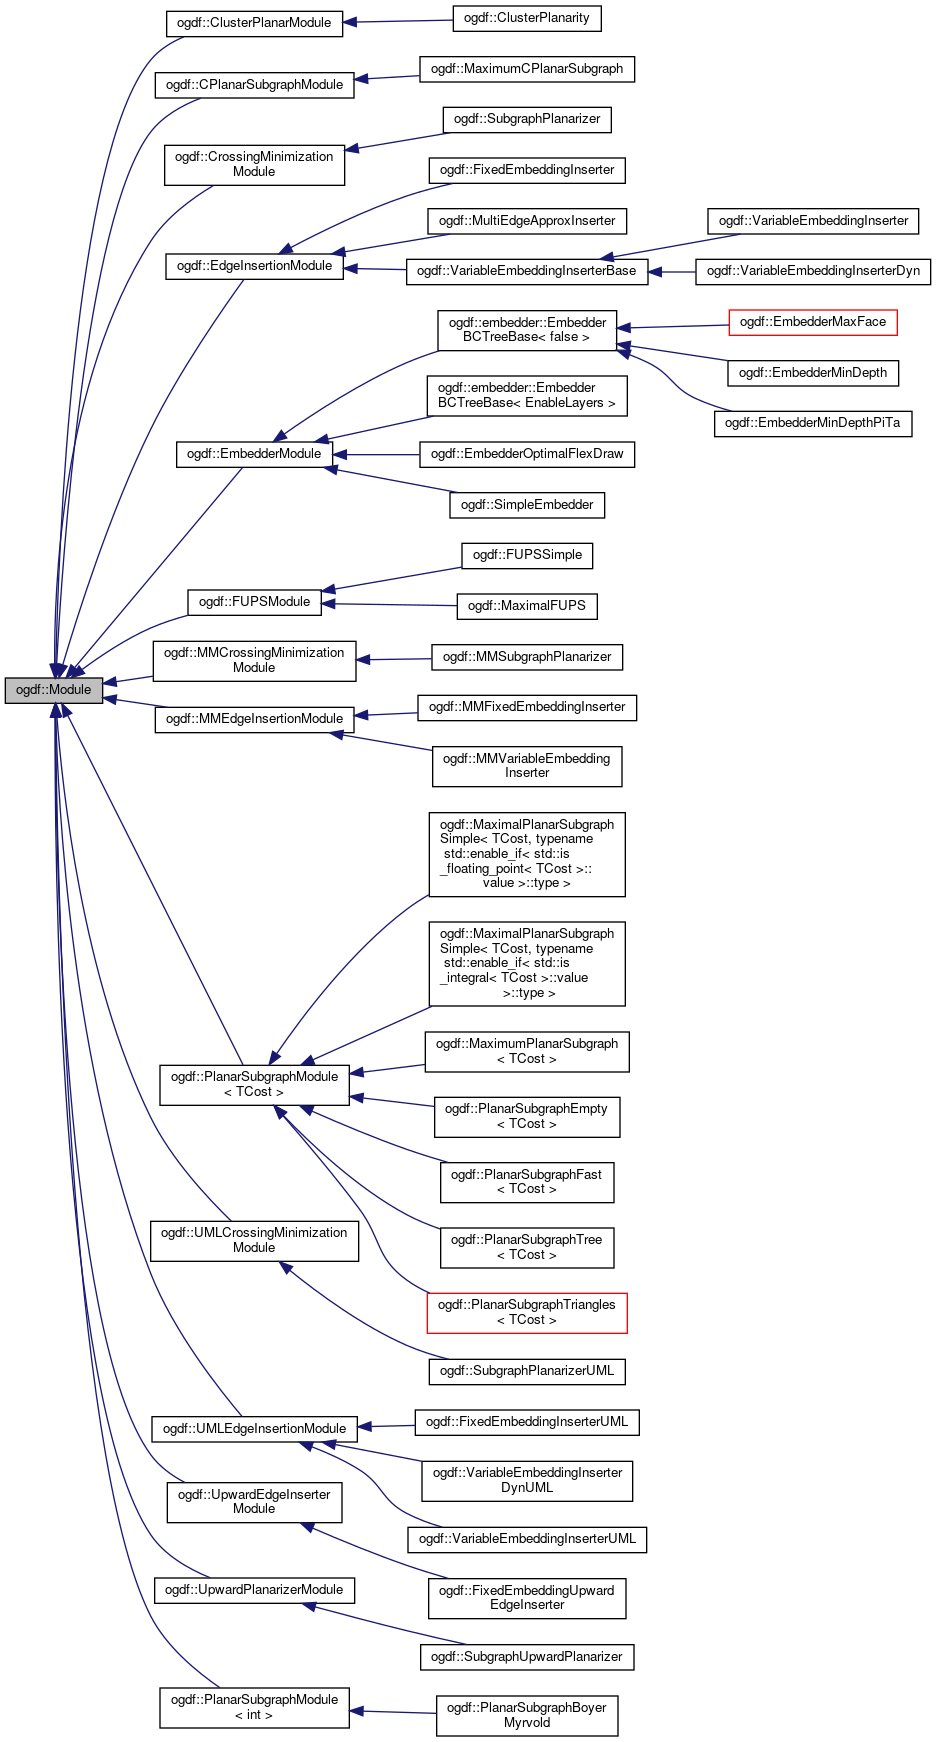 ogdf::ClusterPlanarModule
ogdf::ClusterPlanarity
ogdf::CPlanarSubgraphModule
ogdf::MaximumCPlanarSubgraph
ogdf::CrossingMinimization
Module
ogdf::SubgraphPlanarizer
ogdf::EdgeInsertionModule
ogdf::FixedEmbeddingInserter
ogdf::MultiEdgeApproxInserter
ogdf::VariableEmbeddingInserterBase
ogdf::VariableEmbeddingInserter
ogdf::VariableEmbeddingInserterDyn
ogdf::EmbedderModule
ogdf::embedder::Embedder
BCTreeBase< false >
ogdf::EmbedderMaxFace
ogdf::EmbedderMinDepth
ogdf::EmbedderMinDepthPiTa
ogdf::embedder::Embedder
BCTreeBase< EnableLayers >
ogdf::EmbedderOptimalFlexDraw
ogdf::SimpleEmbedder
ogdf::FUPSModule
ogdf::FUPSSimple
ogdf::MaximalFUPS
ogdf::Module
ogdf::MMCrossingMinimization
Module
ogdf::MMSubgraphPlanarizer
ogdf::MMEdgeInsertionModule
ogdf::MMFixedEmbeddingInserter
ogdf::MMVariableEmbedding
Inserter
ogdf::PlanarSubgraphModule
< TCost >
ogdf::MaximalPlanarSubgraph
Simple< TCost, typename
std::enable_if< std::is
_floating_point< TCost >::
value >::type >
ogdf::MaximalPlanarSubgraph
Simple< TCost, typename
std::enable_if< std::is
_integral< TCost >::value
>::type >
ogdf::MaximumPlanarSubgraph
< TCost >
ogdf::PlanarSubgraphEmpty
< TCost >
ogdf::PlanarSubgraphFast
< TCost >
ogdf::PlanarSubgraphTree
< TCost >
ogdf::PlanarSubgraphTriangles
< TCost >
ogdf::UMLCrossingMinimization
Module
ogdf::SubgraphPlanarizerUML
ogdf::UMLEdgeInsertionModule
ogdf::FixedEmbeddingInserterUML
ogdf::VariableEmbeddingInserter
DynUML
ogdf::VariableEmbeddingInserterUML
ogdf::UpwardEdgeInserter
Module
ogdf::FixedEmbeddingUpward
EdgeInserter
ogdf::UpwardPlanarizerModule
ogdf::SubgraphUpwardPlanarizer
ogdf::PlanarSubgraphModule
< int >
ogdf::PlanarSubgraphBoyer
Myrvold